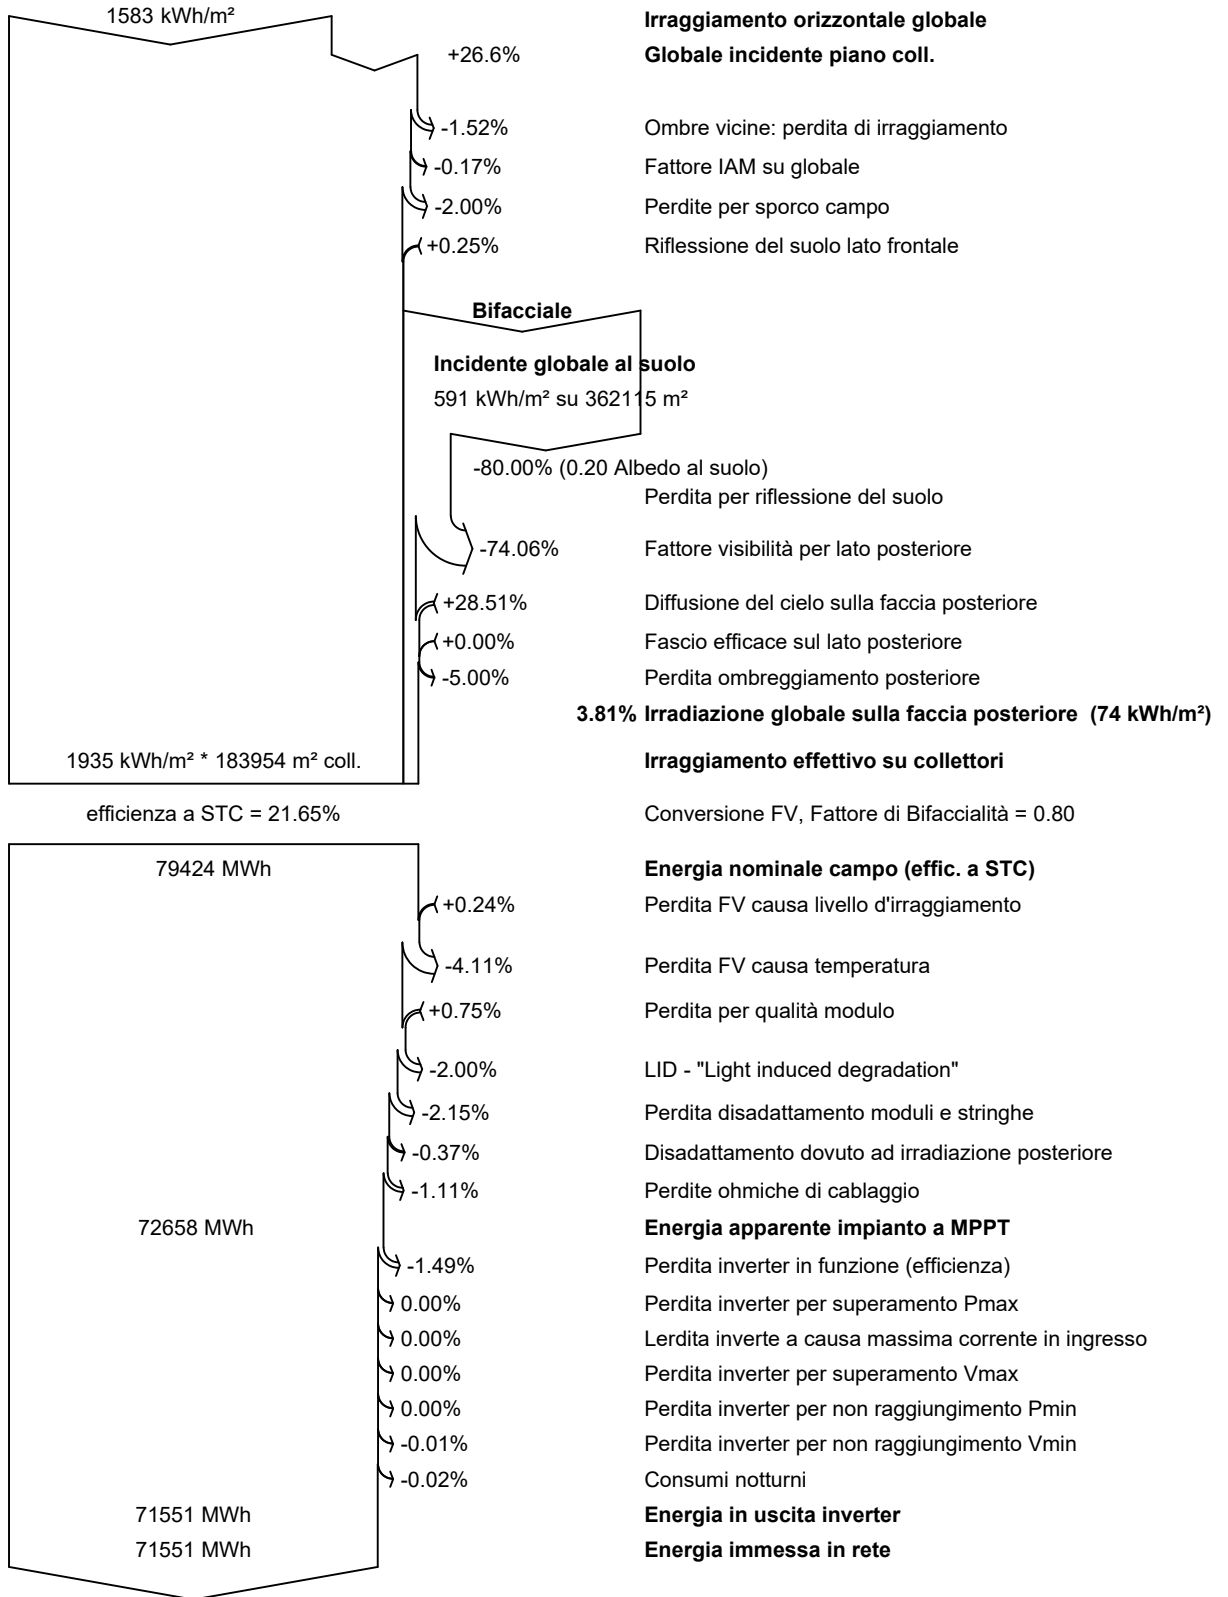 1583 kWh/m² Irraggiamento orizzontale globale
+26.6% Globale incidente piano coll.
-1.52% Ombre vicine: perdita di irraggiamento
-0.17% Fattore IAM su globale
-2.00% Perdite per sporco campo
+0.25% Riflessione del suolo lato frontale
Bifacciale
Incidente globale al suolo
591 kWh/m² su 362115 m²
-80.00% (0.20 Albedo al suolo)
Perdita per riflessione del suolo
-74.06% Fattore visibilità per lato posteriore
+28.51% Diffusione del cielo sulla faccia posteriore
+0.00% Fascio efficace sul lato posteriore
-5.00% Perdita ombreggiamento posteriore
3.81% Irradiazione globale sulla faccia posteriore (74 kWh/m²)
1935 kWh/m² * 183954 m² coll. Irraggiamento effettivo su collettori
efficienza a STC = 21.65% Conversione FV, Fattore di Bifaccialità = 0.80
79424 MWh Energia nominale campo (effic. a STC)
+0.24% Perdita FV causa livello d'irraggiamento
-4.11% Perdita FV causa temperatura
+0.75% Perdita per qualità modulo
-2.00% LID - "Light induced degradation"
-2.15% Perdita disadattamento moduli e stringhe
-0.37% Disadattamento dovuto ad irradiazione posteriore
-1.11% Perdite ohmiche di cablaggio
72658 MWh Energia apparente impianto a MPPT
-1.49% Perdita inverter in funzione (efficienza)
0.00% Perdita inverter per superamento Pmax
0.00% Lerdita inverte a causa massima corrente in ingresso
0.00% Perdita inverter per superamento Vmax
0.00% Perdita inverter per non raggiungimento Pmin
-0.01% Perdita inverter per non raggiungimento Vmin
-0.02% Consumi notturni
71551 MWh Energia in uscita inverter
71551 MWh Energia immessa in rete